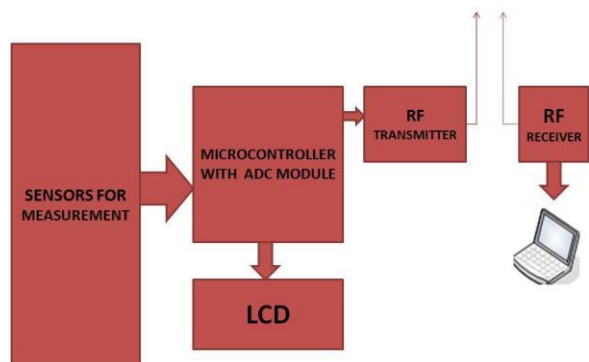 SENSORS FOR
MEASUREMENT
MICROCONTROLLER
WITH ADC MODULE
LCD
RF
TRANSMITTER
RF
RECEIVER